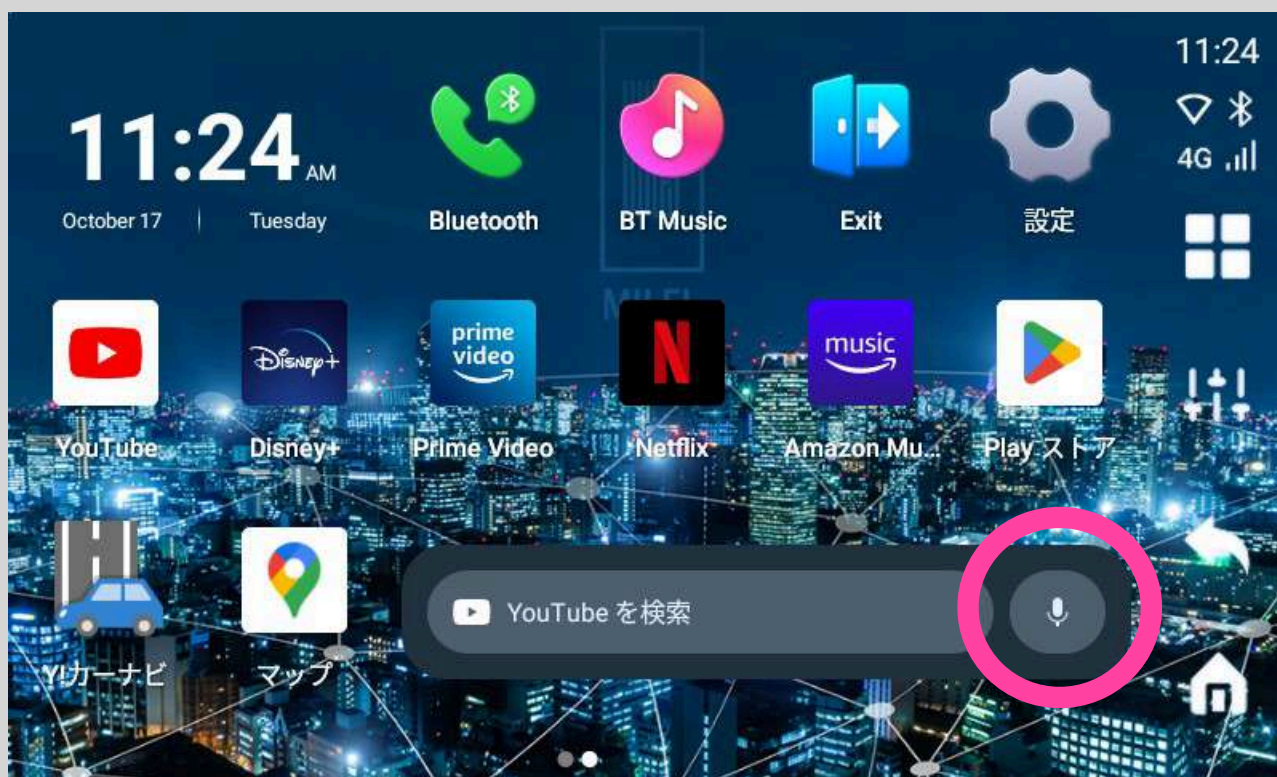 11:24
11:24 AM
October 17 | Tuesday
4G
Bluetooth
BT Music
Exit
設定
DISNEP+
prime video
N
music
YouTube
Disney+
Prime Video
Netflix
Amazon Mu...
Play ストア
YouTube を検索
Y!カーナビ
マップ